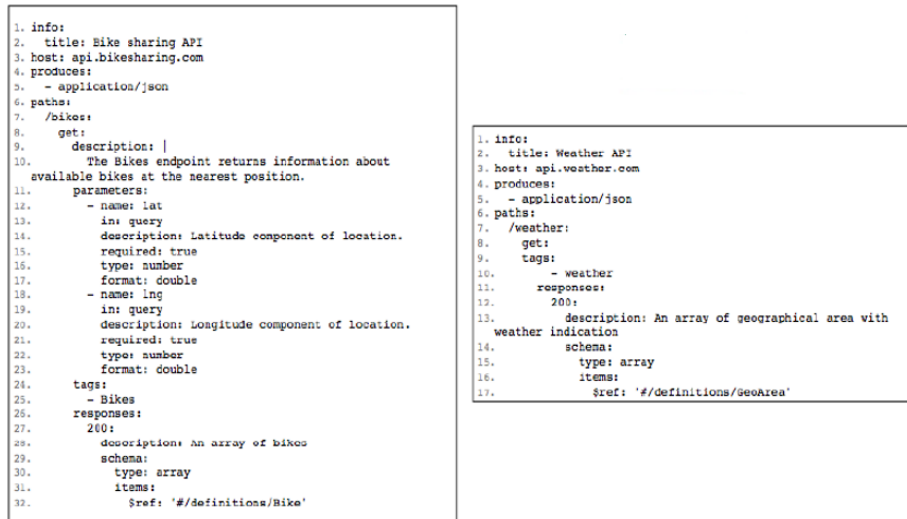 1. info:
2. title: Bike sharing API
3. host: api.bikesharing.com
4. produces:
5. - application/json
6. paths:
7. /bikes:
8. get:
9. description: |
10. The Bikes endpoint returns information about
available bikes at the nearest position.
11. parameters:
12. - name: lat
13. in: query
14. description: Latitude component of location.
15. required: true
16. type: number
17. format: double
18. - name: lng
19. in: query
20. description: Longitude component of location.
21. required: true
22. type: number
23. format: double
24. tags:
25. - Bikes
26. responses:
27. 200:
28. description: An array of bikes
29. schema:
30. type: array
31. items:
32. $ref: '#/definitions/Bike'
1. info:
2. title: Weather API
3. host: api.weather.com
4. produces:
5. - application/json
6. paths:
7. /weather:
8. get:
9. tags:
10. - weather
11. responses:
12. 200:
13. description: An array of geographical area with
weather indication
14. schema:
15. type: array
16. items:
17. $ref: '#/definitions/GeoArea'